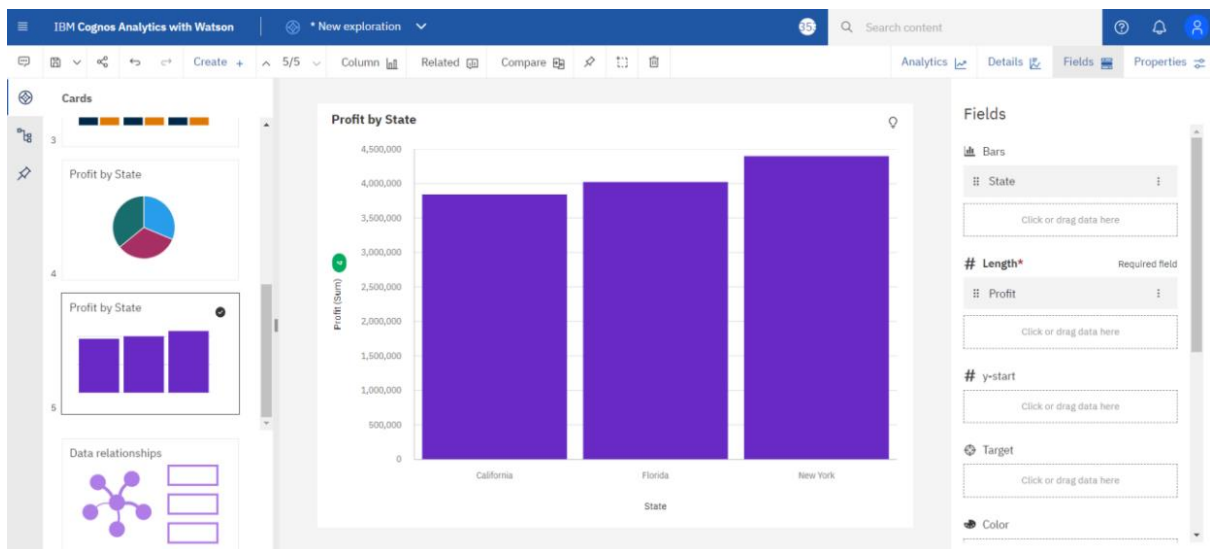 IBM Cognos Analytics with Watson
* New exploration
Search content
Create +
5/5
Column
Related
Compare
Analytics
Details
Fields
Properties
Cards
3
Profit by State
4
Profit by State
5
Data relationships
Profit by State
4,500,000
4,000,000
3,500,000
3,000,000
2,500,000
2,000,000
1,500,000
1,000,000
500,000
0
Profit (Sum)
California
Florida
New York
State
Fields
Bars
State
Click or drag data here
# Length*
Required field
Profit
Click or drag data here
# y-start
Click or drag data here
Target
Click or drag data here
Color